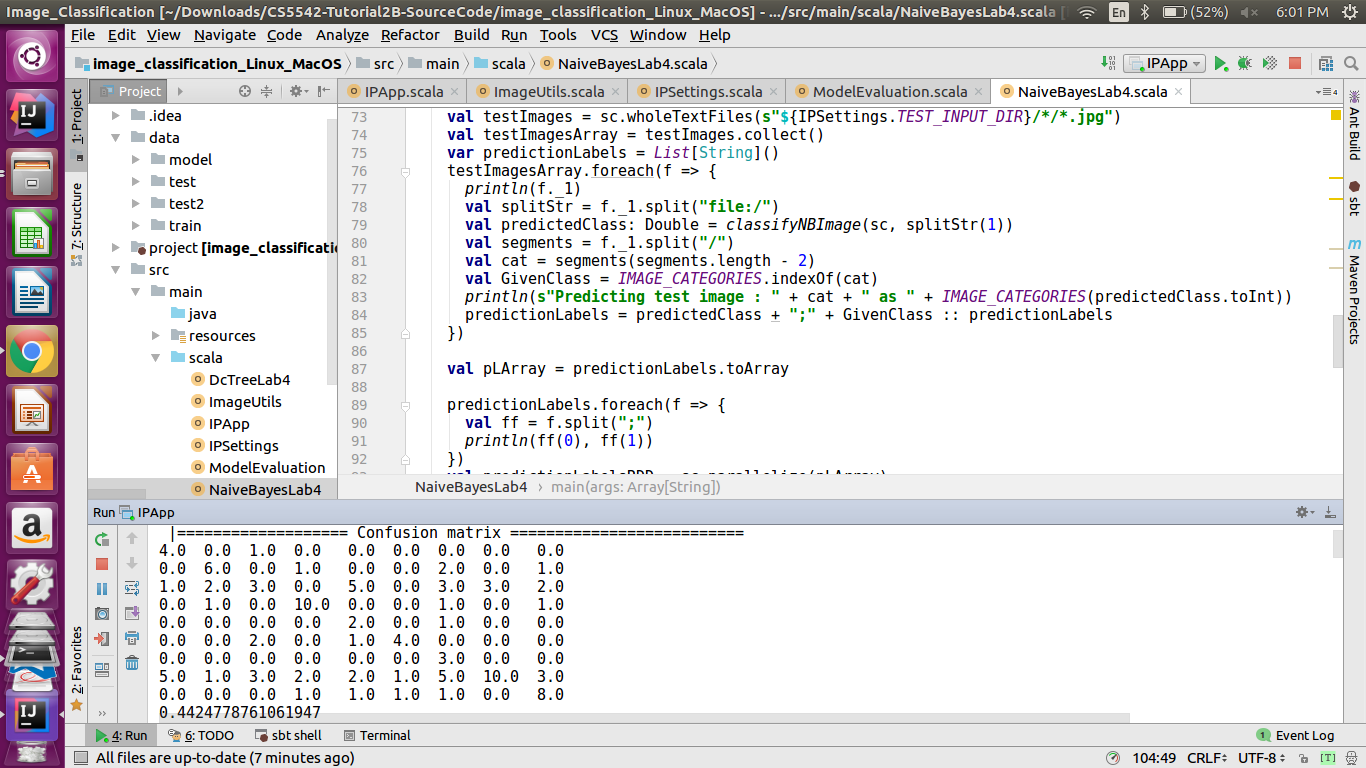 Image_Classification [~/Downloads/CS5542-Tutorial2B-SourceCode/image_classification_Linux_MacOS] - .../src/main/scala/NaiveBayesLab4.scala
En (52%) 6:01 PM
File Edit View Navigate Code Analyze Refactor Build Run Tools VCS Window Help
image_classification_Linux_MacOS src main scala NaiveBayesLab4.scala IPApp
Project IPApp.scala ImageUtils.scala IPSettings.scala ModelEvaluation.scala NaiveBayesLab4.scala
1: Project
7: Structure
2: Favorites
.idea
data
model
test
test2
train
project [image_classificatio
src
main
java
resources
scala
DcTreeLab4
ImageUtils
IPApp
IPSettings
ModelEvaluation
NaiveBayesLab4
73 val testImages = sc.wholeTextFiles(s"${IPSettings.TEST_INPUT_DIR}/*/*.jpg")
74 val testImagesArray = testImages.collect()
75 var predictionLabels = List[String]()
76 testImagesArray.foreach(f => {
77 println(f._1)
78 val splitStr = f._1.split("file:/")
79 val predictedClass: Double = classifyNBImage(sc, splitStr(1))
80 val segments = f._1.split("/")
81 val cat = segments(segments.length - 2)
82 val GivenClass = IMAGE_CATEGORIES.indexOf(cat)
83 println(s"Predicting test image : " + cat + " as " + IMAGE_CATEGORIES(predictedClass.toInt))
84 predictionLabels = predictedClass + ";" + GivenClass :: predictionLabels
85 })
86
87 val pLArray = predictionLabels.toArray
88
89 predictionLabels.foreach(f => {
90 val ff = f.split(";")
91 println(ff(0), ff(1))
92 })
NaiveBayesLab4 main(args: Array[String])
Ant Build
sbt
Maven Projects
Run IPApp
|=================== Confusion matrix ==========================
4.0 0.0 1.0 0.0 0.0 0.0 0.0 0.0 0.0
0.0 6.0 0.0 1.0 0.0 0.0 2.0 0.0 1.0
1.0 2.0 3.0 0.0 5.0 0.0 3.0 3.0 2.0
0.0 1.0 0.0 10.0 0.0 0.0 1.0 0.0 1.0
0.0 0.0 0.0 0.0 2.0 0.0 1.0 0.0 0.0
0.0 0.0 2.0 0.0 1.0 4.0 0.0 0.0 0.0
0.0 0.0 0.0 0.0 0.0 0.0 3.0 0.0 0.0
5.0 1.0 3.0 2.0 2.0 1.0 5.0 10.0 3.0
0.0 0.0 0.0 1.0 1.0 1.0 1.0 0.0 8.0
0.4424778761061947
4: Run 6: TODO sbt shell Terminal 1 Event Log
All files are up-to-date (7 minutes ago) 104:49 CRLF UTF-8 [T]